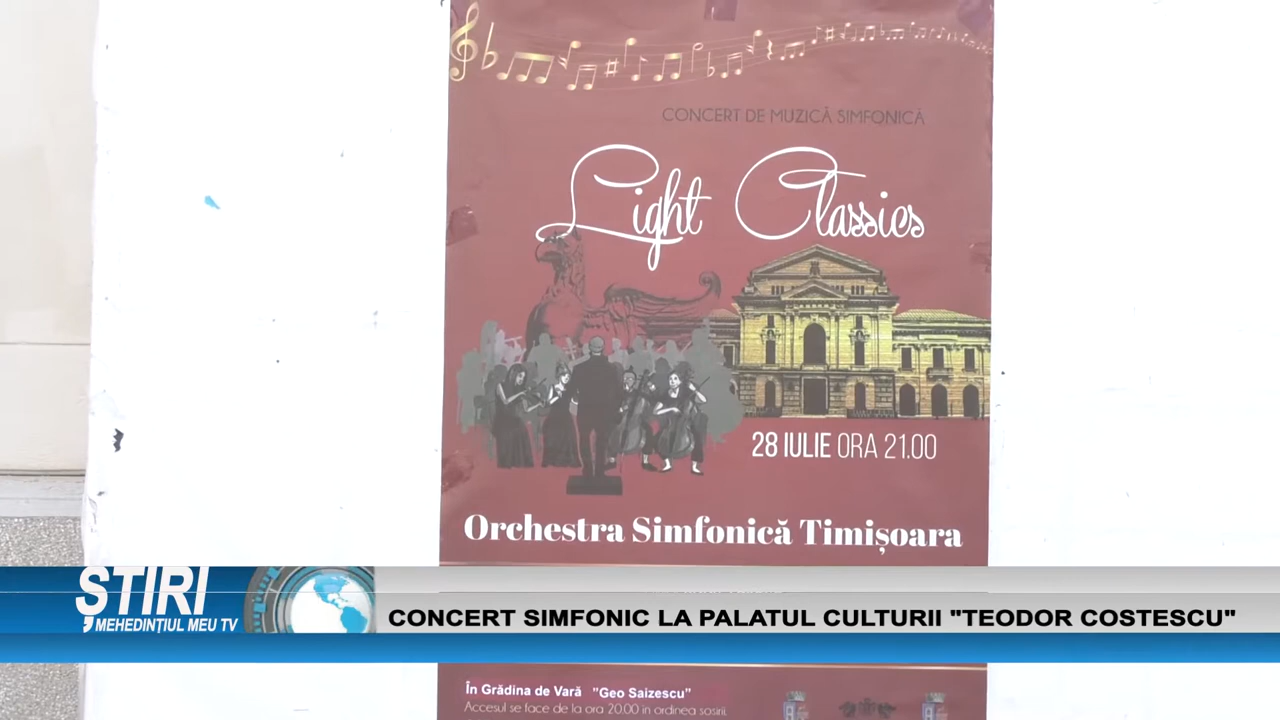 CONCERT DE MUZICĂ SIMFONICĂ
Light Classics
28 IULIE ORA 21.00
Orchestra Simfonică Timișoara
ȘTIRI
MEHEDINȚIUL MEU TV
CONCERT SIMFONIC LA PALATUL CULTURII "TEODOR COSTESCU"
În Grădina de Vară "Geo Saizescu"
Accesul se face de la ora 20.00 in ordinea sosirii.